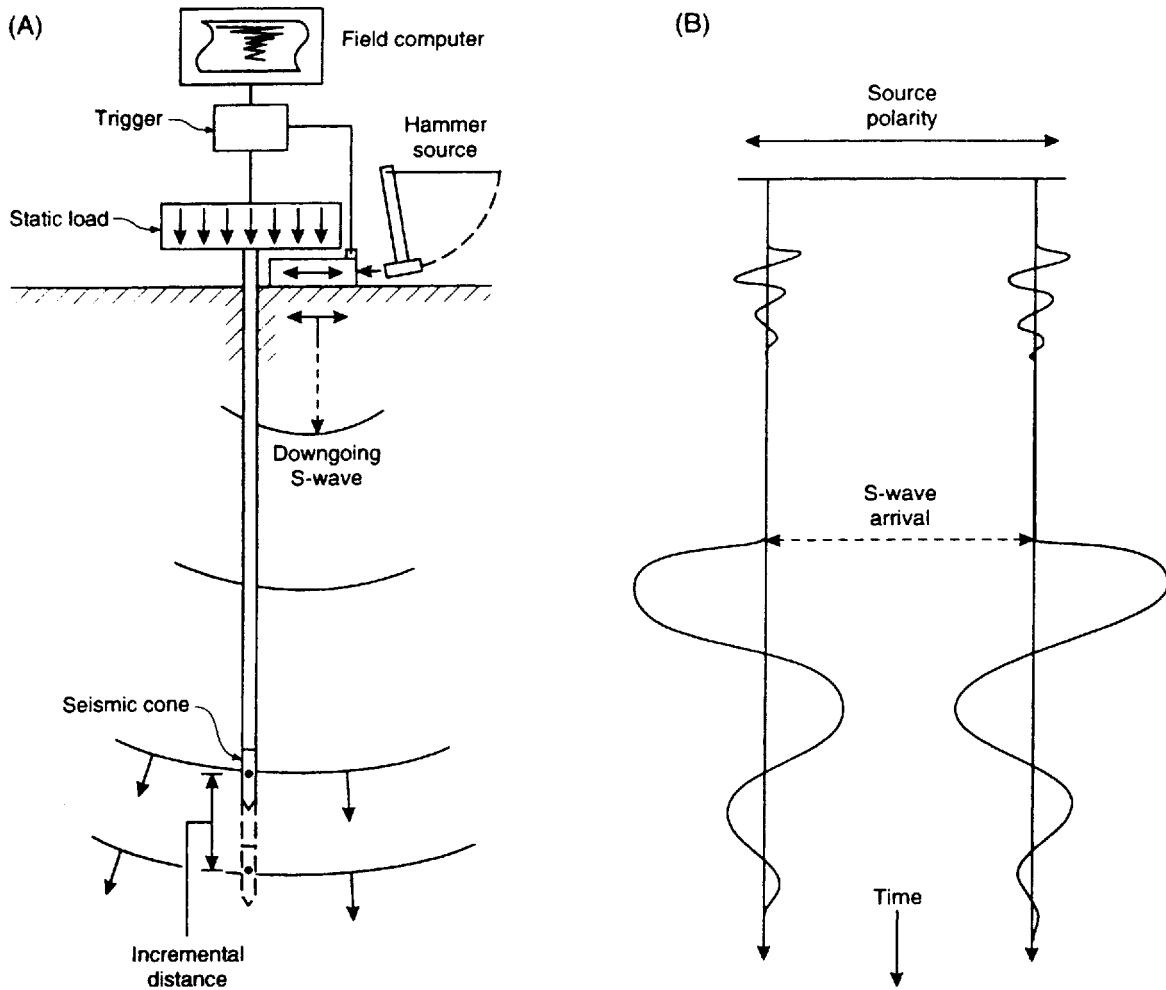 (A)
Field computer
Trigger
Hammer
source
Static load
Downgoing
S-wave
Seismic cone
Incremental
distance
(B)
Source
polarity
S-wave
arrival
Time